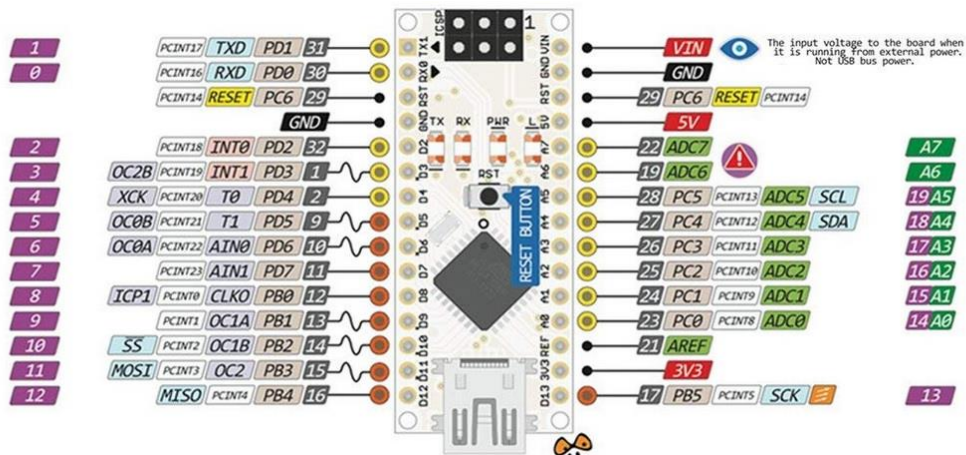 1 PCINT17 TXD PD1 31 TX1 ICSP 1 VIN VIN The input voltage to the board when
it is running from external power.
Not USB bus power.
0 PCINT16 RXD PD0 30 RX0 GND GND
PCINT14 RESET PC6 29 RST RST 29 PC6 RESET PCINT14
GND GND 5V 5V
TX RX PWR L
2 PCINT18 INT0 PD2 32 D2 A7 22 ADC7 A7
3 OC2B PCINT19 INT1 PD3 1 D3 A6 19 ADC6 A6
RST
4 XCK PCINT20 T0 PD4 2 D4 A5 28 PC5 PCINT13 ADC5 SCL 19 A5
RESET BUTTON
5 OC0B PCINT21 T1 PD5 9 D5 A4 27 PC4 PCINT12 ADC4 SDA 18 A4
6 OC0A PCINT22 AIN0 PD6 10 D6 A3 26 PC3 PCINT11 ADC3 17 A3
7 PCINT23 AIN1 PD7 11 D7 A2 25 PC2 PCINT10 ADC2 16 A2
8 ICP1 PCINT0 CLKO PB0 12 D8 A1 24 PC1 PCINT9 ADC1 15 A1
9 PCINT1 OC1A PB1 13 D9 A0 23 PC0 PCINT8 ADC0 14 A0
10 SS PCINT2 OC1B PB2 14 D10 REF 21 AREF
11 MOSI PCINT3 OC2 PB3 15 D11 3V3 3V3
12 MISO PCINT4 PB4 16 D12 D13 17 PB5 PCINT5 SCK 13